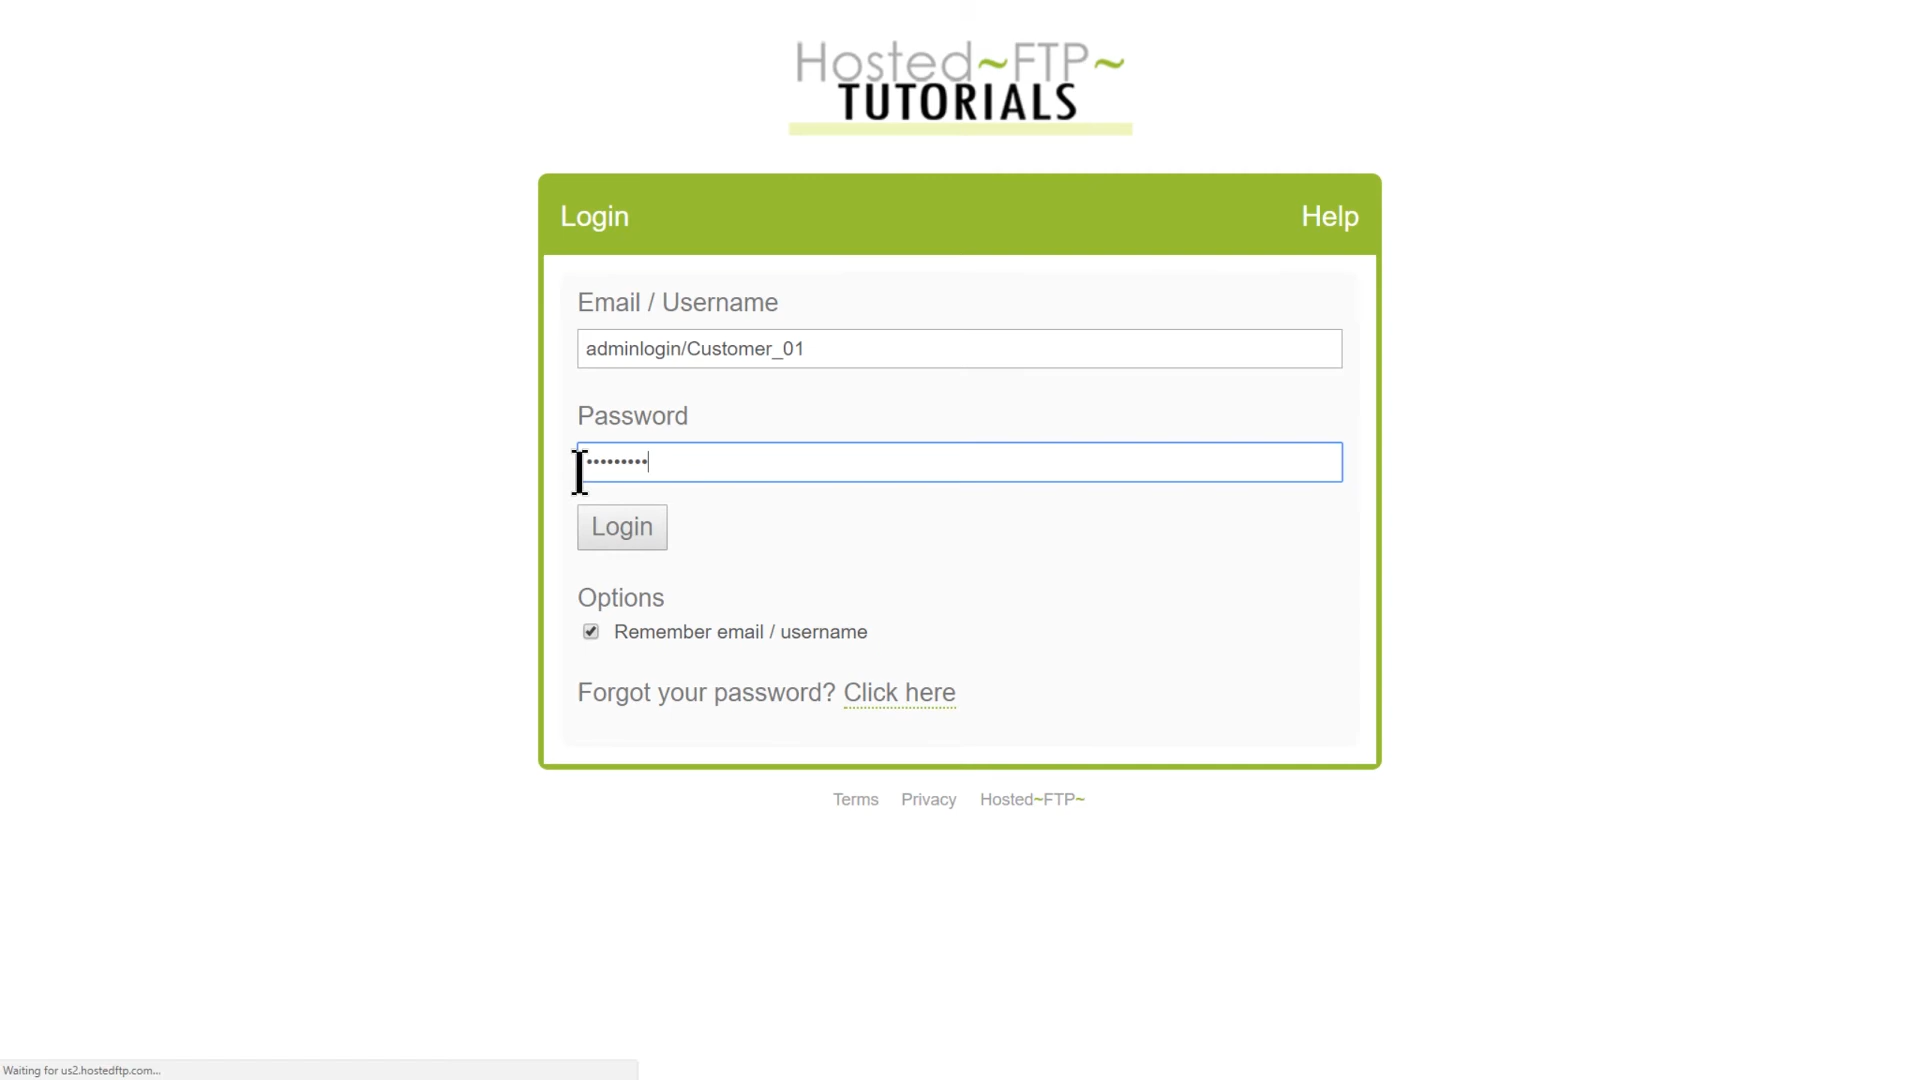 Hosted~FTP~
TUTORIALS
Login
Help
Email / Username
adminlogin/Customer_01
Password
•••••••••
Login
Options
Remember email / username
Forgot your password? Click here
Terms Privacy Hosted~FTP~
Waiting for us2.hostedftp.com...